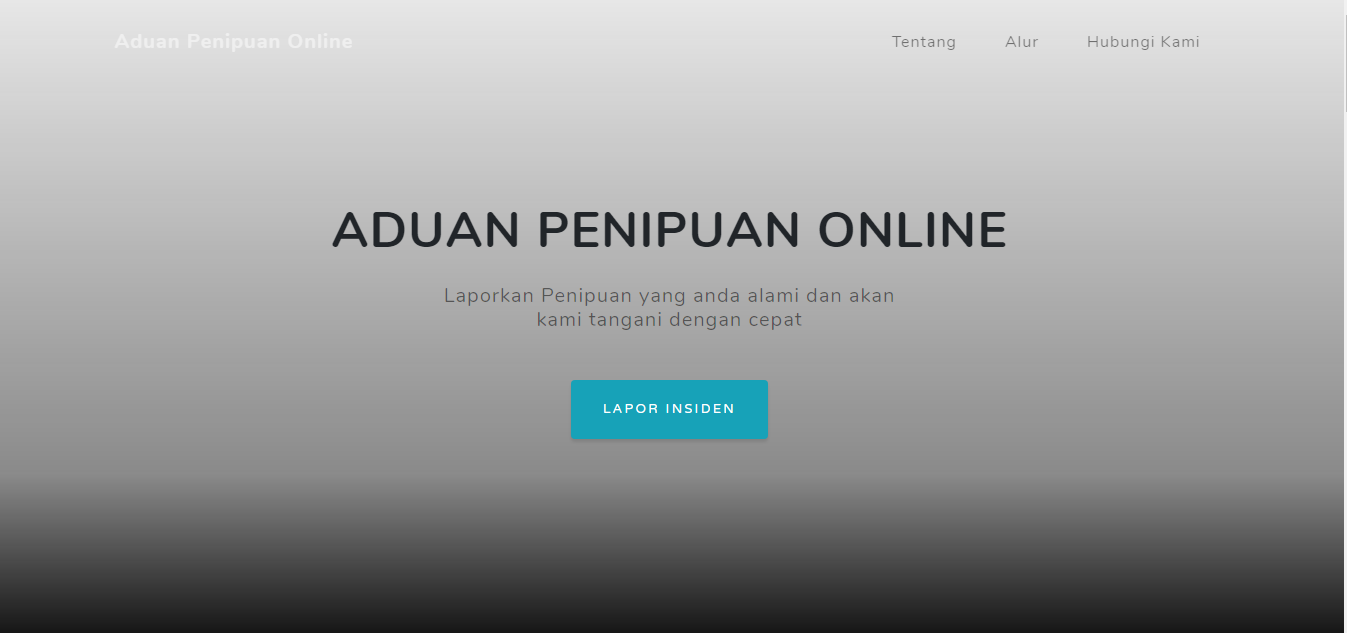 Aduan Penipuan Online
Tentang
Alur
Hubungi Kami
ADUAN PENIPUAN ONLINE
Laporkan Penipuan yang anda alami dan akan
kami tangani dengan cepat
LAPOR INSIDEN